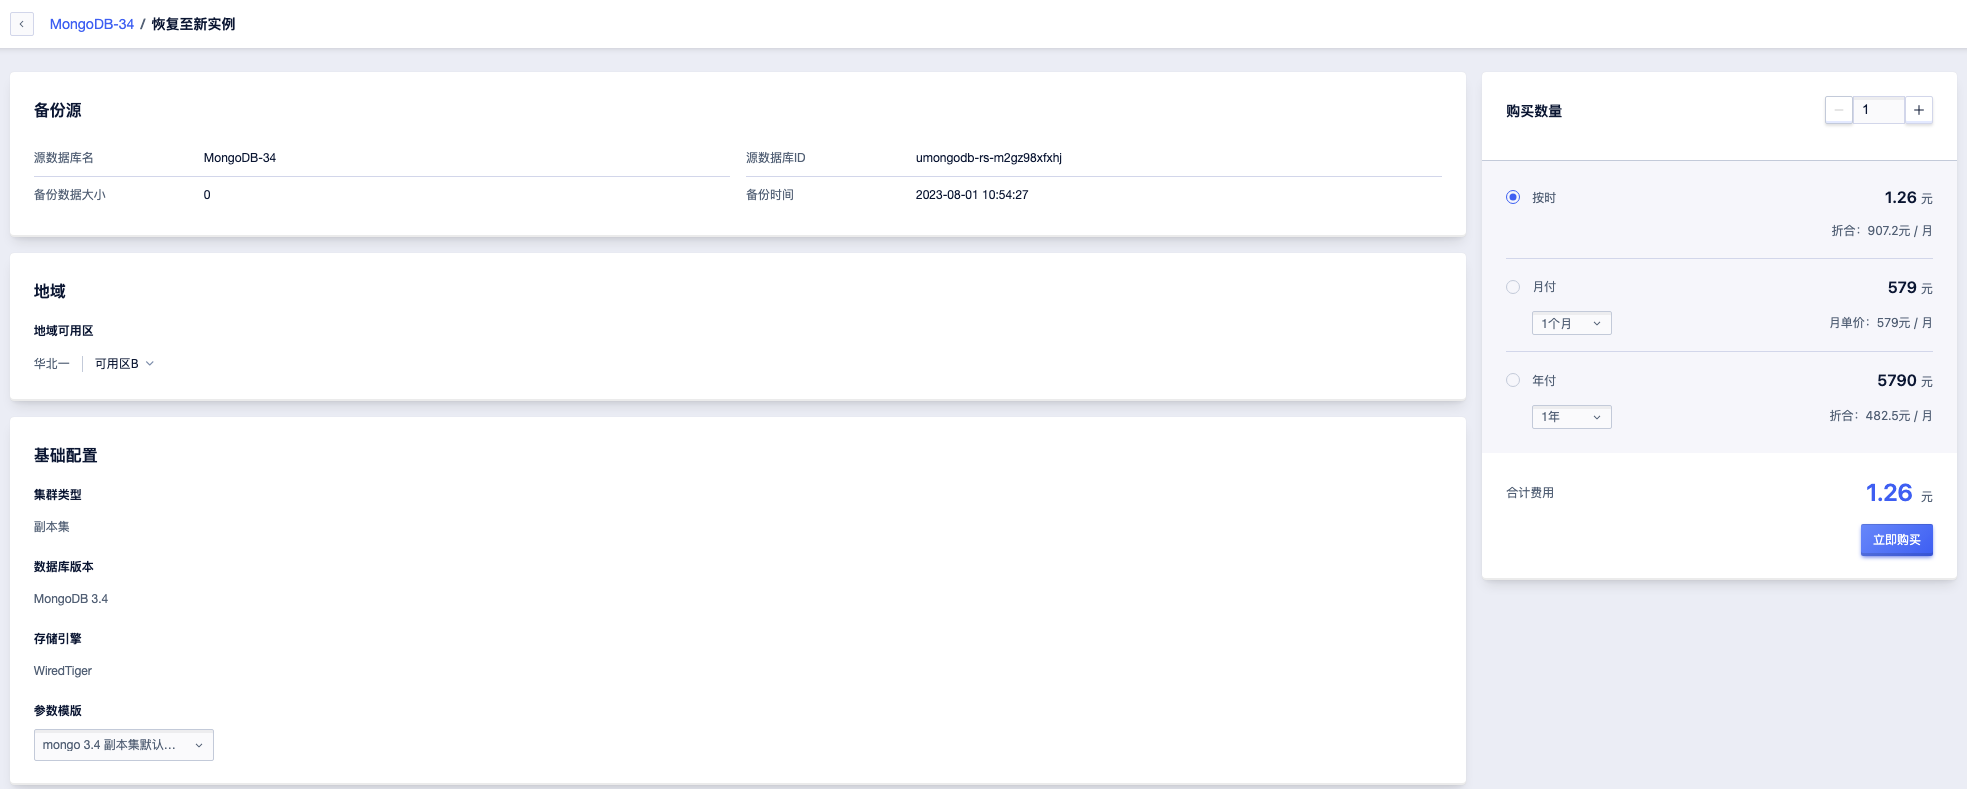 MongoDB-34 / 恢复至新实例
备份源
源数据库名 MongoDB-34 源数据库ID umongodb-rs-m2gz98xfxhj
备份数据大小 0 备份时间 2023-08-01 10:54:27
地域
地域可用区
华北一 可用区B
基础配置
集群类型
副本集
数据库版本
MongoDB 3.4
存储引擎
WiredTiger
参数模版
mongo 3.4 副本集默认...
购买数量 1
按时 1.26 元
折合：907.2元 / 月
月付 579 元
1个月 月单价：579元 / 月
年付 5790 元
1年 折合：482.5元 / 月
合计费用 1.26 元
立即购买